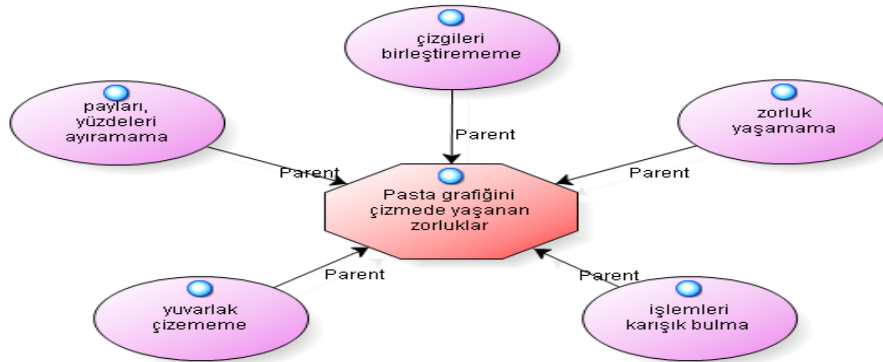 çizgileri
birleştirememe
payları,
yüzdeleri
ayıramama
zorluk
yaşamama
Parent
Parent
Parent
Pasta grafiğini
çizmede yaşanan
zorluklar
Parent
Parent
yuvarlak
çizememe
işlemleri
karışık bulma